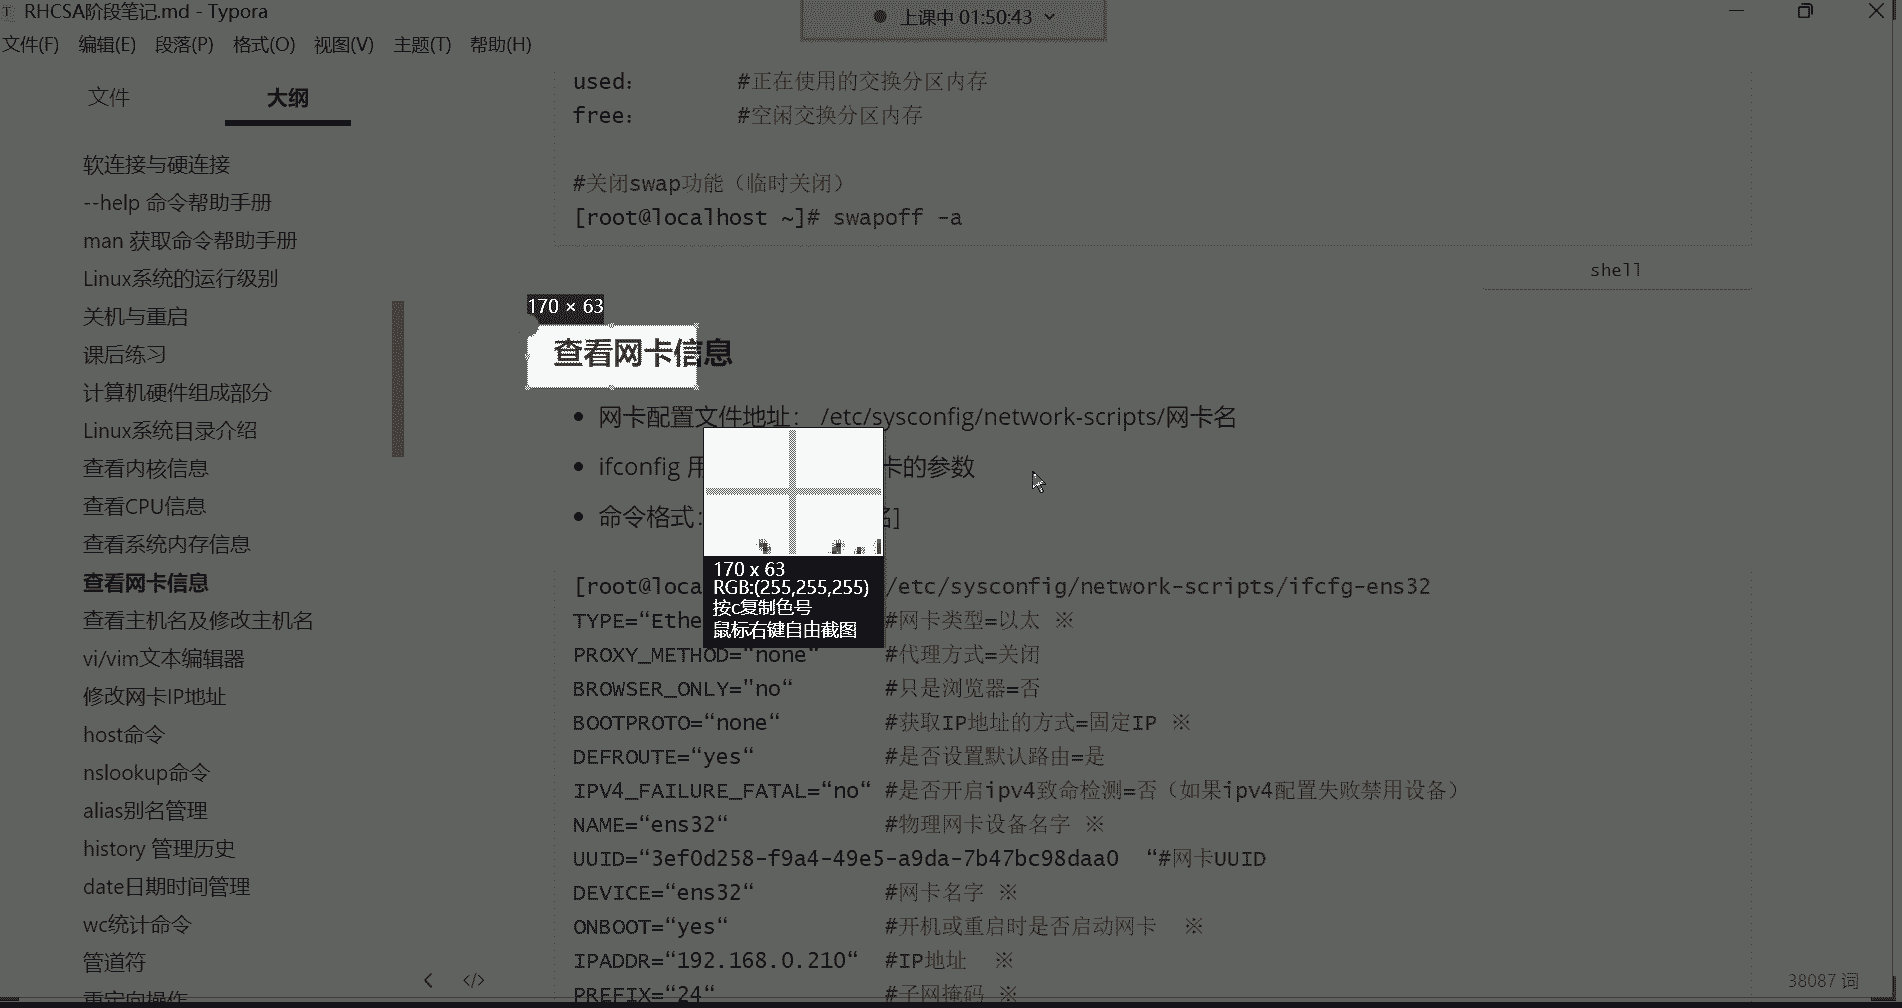 RHCSA阶段笔记.md - Typora
上课中 01:50:43
文件(F) 编辑(E) 段落(P) 格式(O) 视图(V) 主题(T) 帮助(H)
文件
大纲
软连接与硬连接
--help 命令帮助手册
man 获取命令帮助手册
Linux系统的运行级别
关机与重启
课后练习
计算机硬件组成部分
Linux系统目录介绍
查看内核信息
查看CPU信息
查看系统内存信息
查看网卡信息
查看主机名及修改主机名
vi/vim文本编辑器
修改网卡IP地址
host命令
nslookup命令
alias别名管理
history 管理历史
date日期时间管理
wc统计命令
管道符
重定向操作
used: #正在使用的交换分区内存
free: #空闲交换分区内存
#关闭swap功能（临时关闭）
[root@localhost ~]# swapoff -a
shell
170 × 63
查看网卡信息
网卡配置文件地址： /etc/sysconfig/network-scripts/网卡名
ifconfig 用 卡的参数
命令格式: 名]
170 x 63
RGB:(255,255,255)
按c复制色号
鼠标右键自由截图
[root@loca /etc/sysconfig/network-scripts/ifcfg-ens32
TYPE=“Ethe #网卡类型=以太 ※
PROXY_METHOD="none" #代理方式=关闭
BROWSER_ONLY="no“ #只是浏览器=否
BOOTPROTO=“none“ #获取IP地址的方式=固定IP ※
DEFROUTE=“yes“ #是否设置默认路由=是
IPV4_FAILURE_FATAL=“no“ #是否开启ipv4致命检测=否（如果ipv4配置失败禁用设备）
NAME=“ens32“ #物理网卡设备名字 ※
UUID=“3ef0d258-f9a4-49e5-a9da-7b47bc98daa0 “#网卡UUID
DEVICE=“ens32“ #网卡名字 ※
ONBOOT=“yes“ #开机或重启时是否启动网卡 ※
IPADDR=“192.168.0.210“ #IP地址 ※
PREFIX=“24“ #子网掩码 ※
38087 词